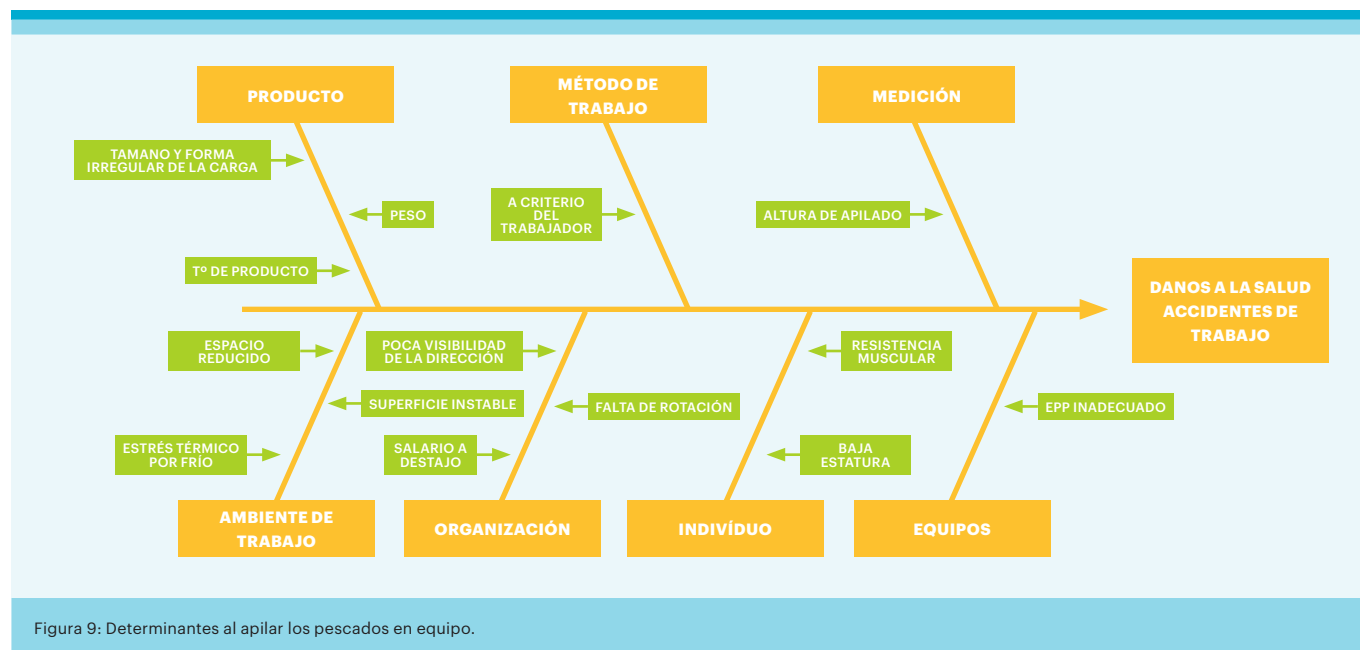 PRODUCTO
MÉTODO DE
TRABAJO
MEDICIÓN
TAMANO Y FORMA
IRREGULAR DE LA CARGA
PESO
Tº DE PRODUCTO
A CRITERIO
DEL
TRABAJADOR
ALTURA DE APILADO
DANOS A LA SALUD
ACCIDENTES DE
TRABAJO
ESPACIO
REDUCIDO
SUPERFICIE INSTABLE
ESTRÉS TÉRMICO
POR FRÍO
POCA VISIBILIDAD
DE LA DIRECCIÓN
FALTA DE ROTACIÓN
SALARIO A
DESTAJO
RESISTENCIA
MUSCULAR
BAJA
ESTATURA
EPP INADECUADO
AMBIENTE DE
TRABAJO
ORGANIZACIÓN
INDIVÍDUO
EQUIPOS
Figura 9: Determinantes al apilar los pescados en equipo.